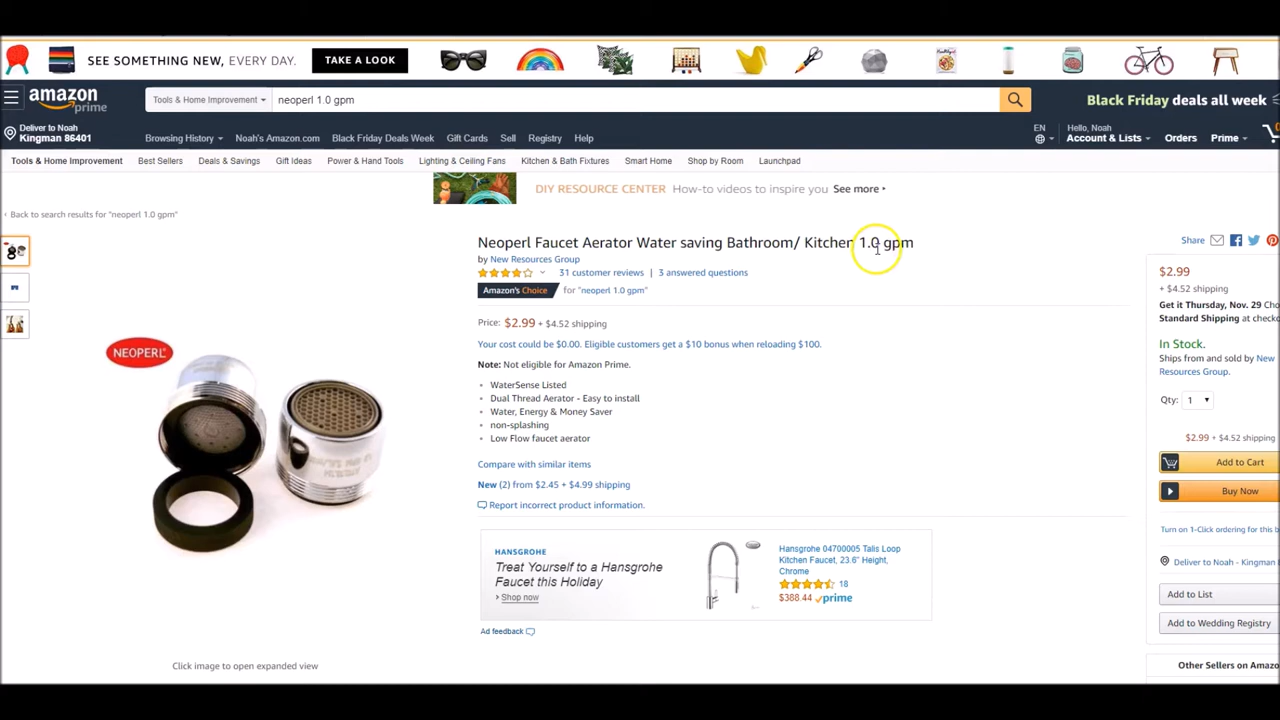 SEE SOMETHING NEW, EVERY DAY.
TAKE A LOOK
amazon
prime
Tools & Home Improvement
neoperl 1.0 gpm
Black Friday deals all week
Deliver to Noah
Kingman 86401
Browsing History
Noah's Amazon.com
Black Friday Deals Week
Gift Cards
Sell
Registry
Help
EN
Hello, Noah
Account & Lists
Orders
Prime
Tools & Home Improvement
Best Sellers
Deals & Savings
Gift Ideas
Power & Hand Tools
Lighting & Ceiling Fans
Kitchen & Bath Fixtures
Smart Home
Shop by Room
Launchpad
DIY RESOURCE CENTER How-to videos to inspire you See more
‹ Back to search results for "neoperl 1.0 gpm"
NEOPERL
Click image to open expanded view
Neoperl Faucet Aerator Water saving Bathroom/ Kitchen 1.0 gpm
by New Resources Group
31 customer reviews | 3 answered questions
Amazon's Choice for "neoperl 1.0 gpm"
Price: $2.99 + $4.52 shipping
Your cost could be $0.00. Eligible customers get a $10 bonus when reloading $100.
Note: Not eligible for Amazon Prime.
• WaterSense Listed
• Dual Thread Aerator - Easy to install
• Water, Energy & Money Saver
• non-splashing
• Low Flow faucet aerator
Compare with similar items
New (2) from $2.45 + $4.99 shipping
Report incorrect product information.
HANSGROHE
Treat Yourself to a Hansgrohe
Faucet this Holiday
› Shop now
Hansgrohe 04700005 Talis Loop
Kitchen Faucet, 23.6" Height,
Chrome
18
$388.44 prime
Ad feedback
Share
$2.99
+ $4.52 shipping
Get it Thursday, Nov. 29 Cho
Standard Shipping at checko
In Stock.
Ships from and sold by New
Resources Group.
Qty: 1
$2.99 + $4.52 shipping
Add to Cart
Buy Now
Turn on 1-Click ordering for this b
Deliver to Noah - Kingman
Add to List
Add to Wedding Registry
Other Sellers on Amazo